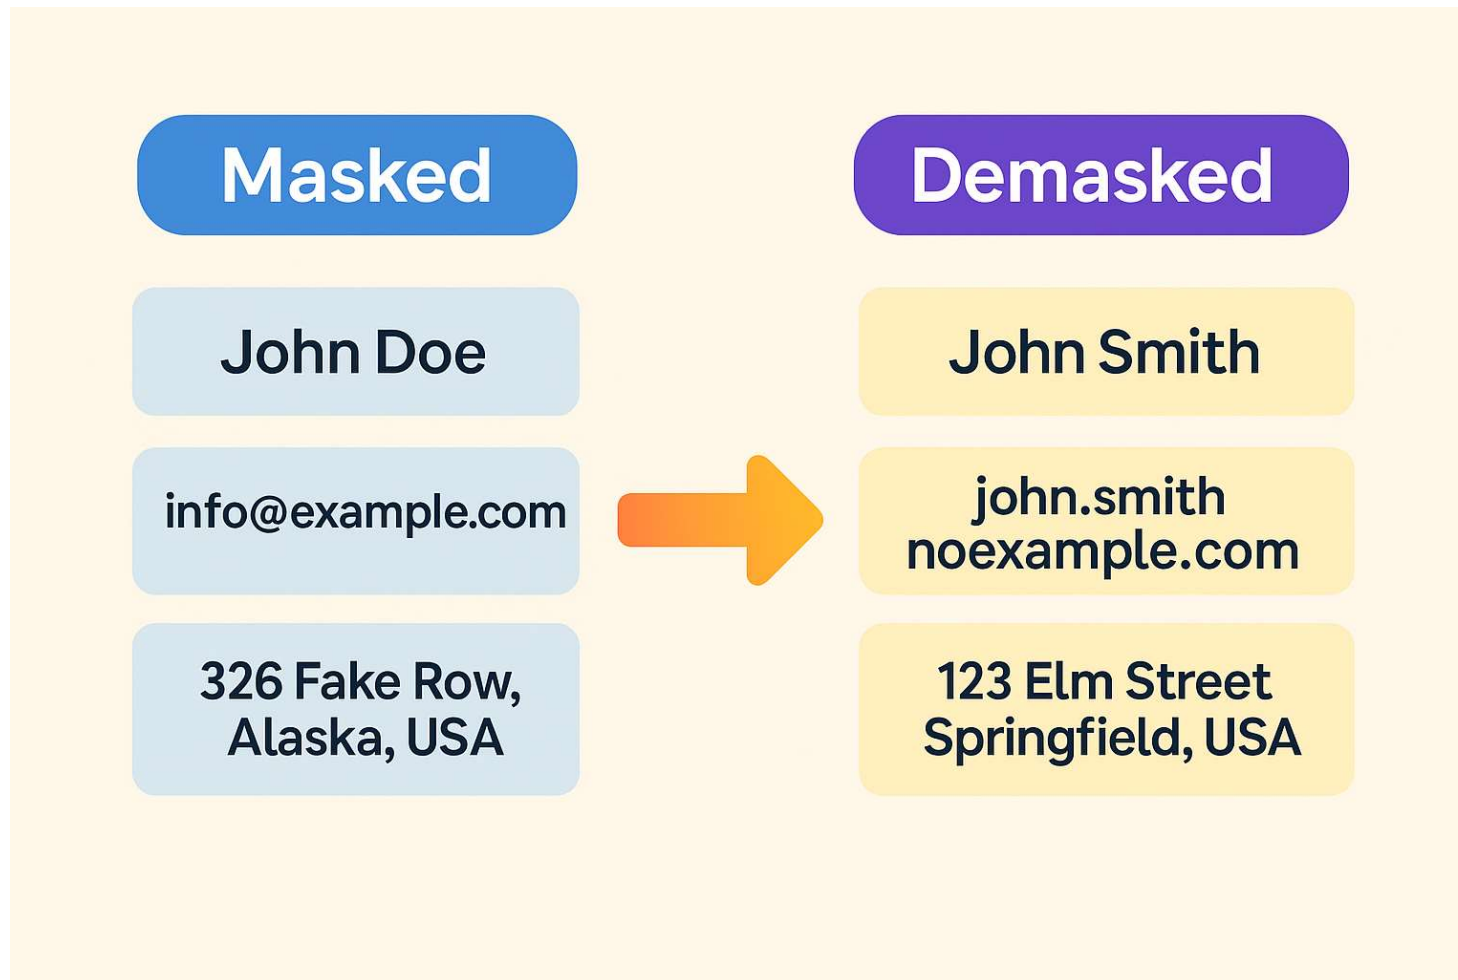 Masked
John Doe
info@example.com
326 Fake Row,
Alaska, USA
Demasked
John Smith
john.smith
noexample.com
123 Elm Street
Springfield, USA